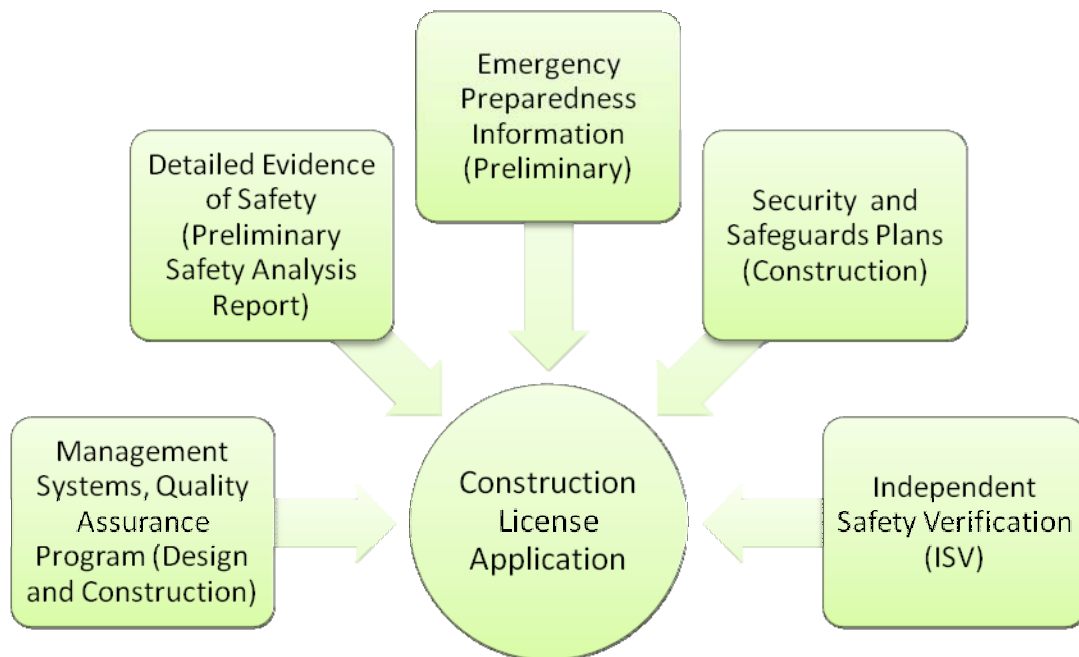 Emergency
Preparedness
Information
(Preliminary)
Detailed Evidence
of Safety
(Preliminary
Safety Analysis
Report)
Security and
Safeguards Plans
(Construction)
Management
Systems, Quality
Assurance
Program (Design
and Construction)
Construction
License
Application
Independent
Safety Verification
(ISV)